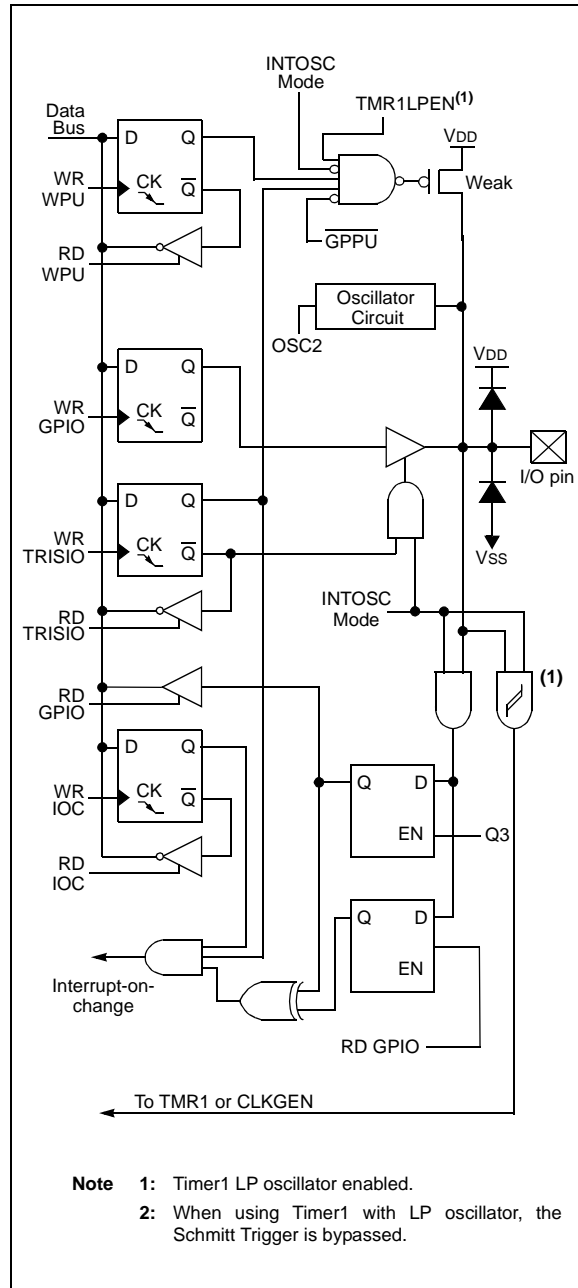 INTOSC
Mode
TMR1LPEN(1)
Data
Bus
D Q
VDD
WR
WPU
CK Q
Weak
RD
WPU
GPPU
Oscillator
Circuit
OSC2
VDD
D Q
WR
GPIO
CK Q
I/O pin
D Q
WR
TRISIO
CK Q
VSS
RD
TRISIO
INTOSC
Mode
(1)
RD
GPIO
D Q
Q D
WR
IOC
CK Q
EN
Q3
RD
IOC
Q D
EN
Interrupt-on-
change
RD GPIO
To TMR1 or CLKGEN
Note 1: Timer1 LP oscillator enabled.
2: When using Timer1 with LP oscillator, the
Schmitt Trigger is bypassed.